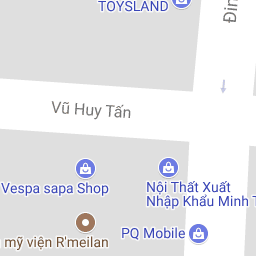 TOYSLAND
Vũ Huy Tấn
Vespa sapa Shop
Nội Thất Xuất
Nhập Khẩu Minh
mỹ viện R'meilan
PQ Mobile